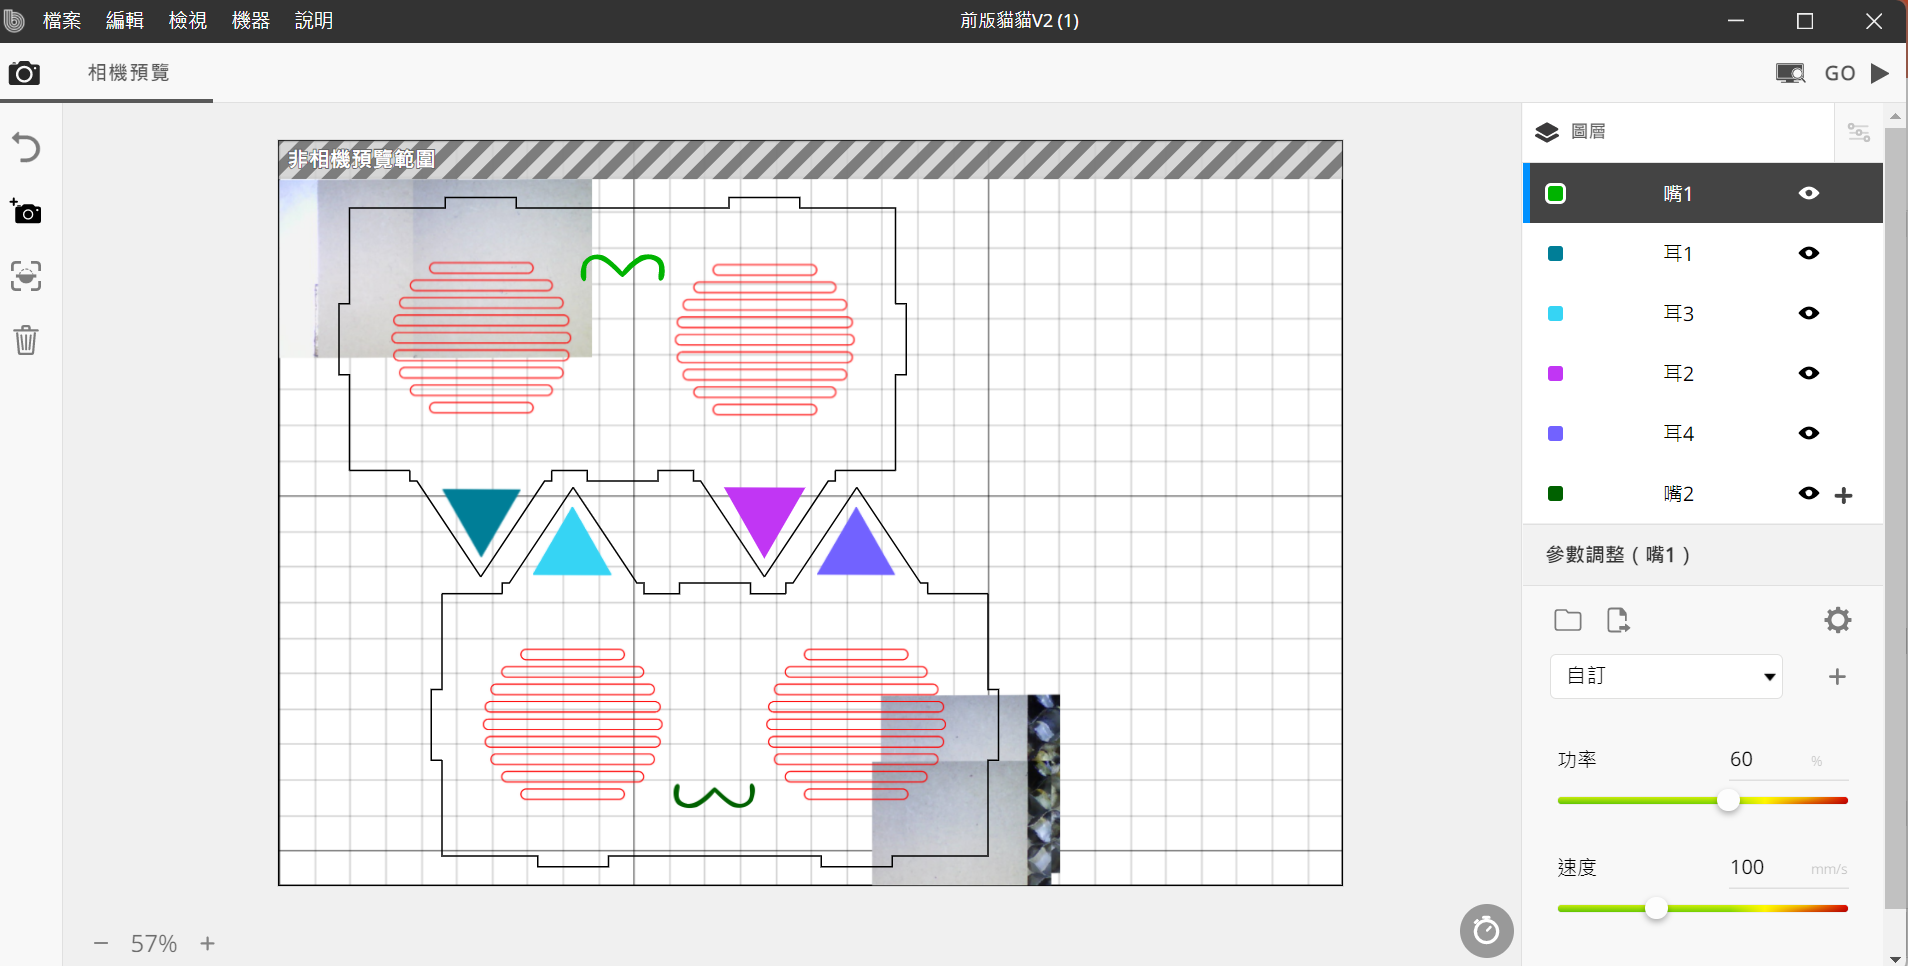 檔案 編輯 檢視 機器 說明 前版貓貓V2 (1)
相機預覽 GO
非相機預覽範圍
圖層
嘴1
耳1
耳3
耳2
耳4
嘴2
參數調整 ( 嘴1 )
自訂
功率 60 %
速度 100 mm/s
57%